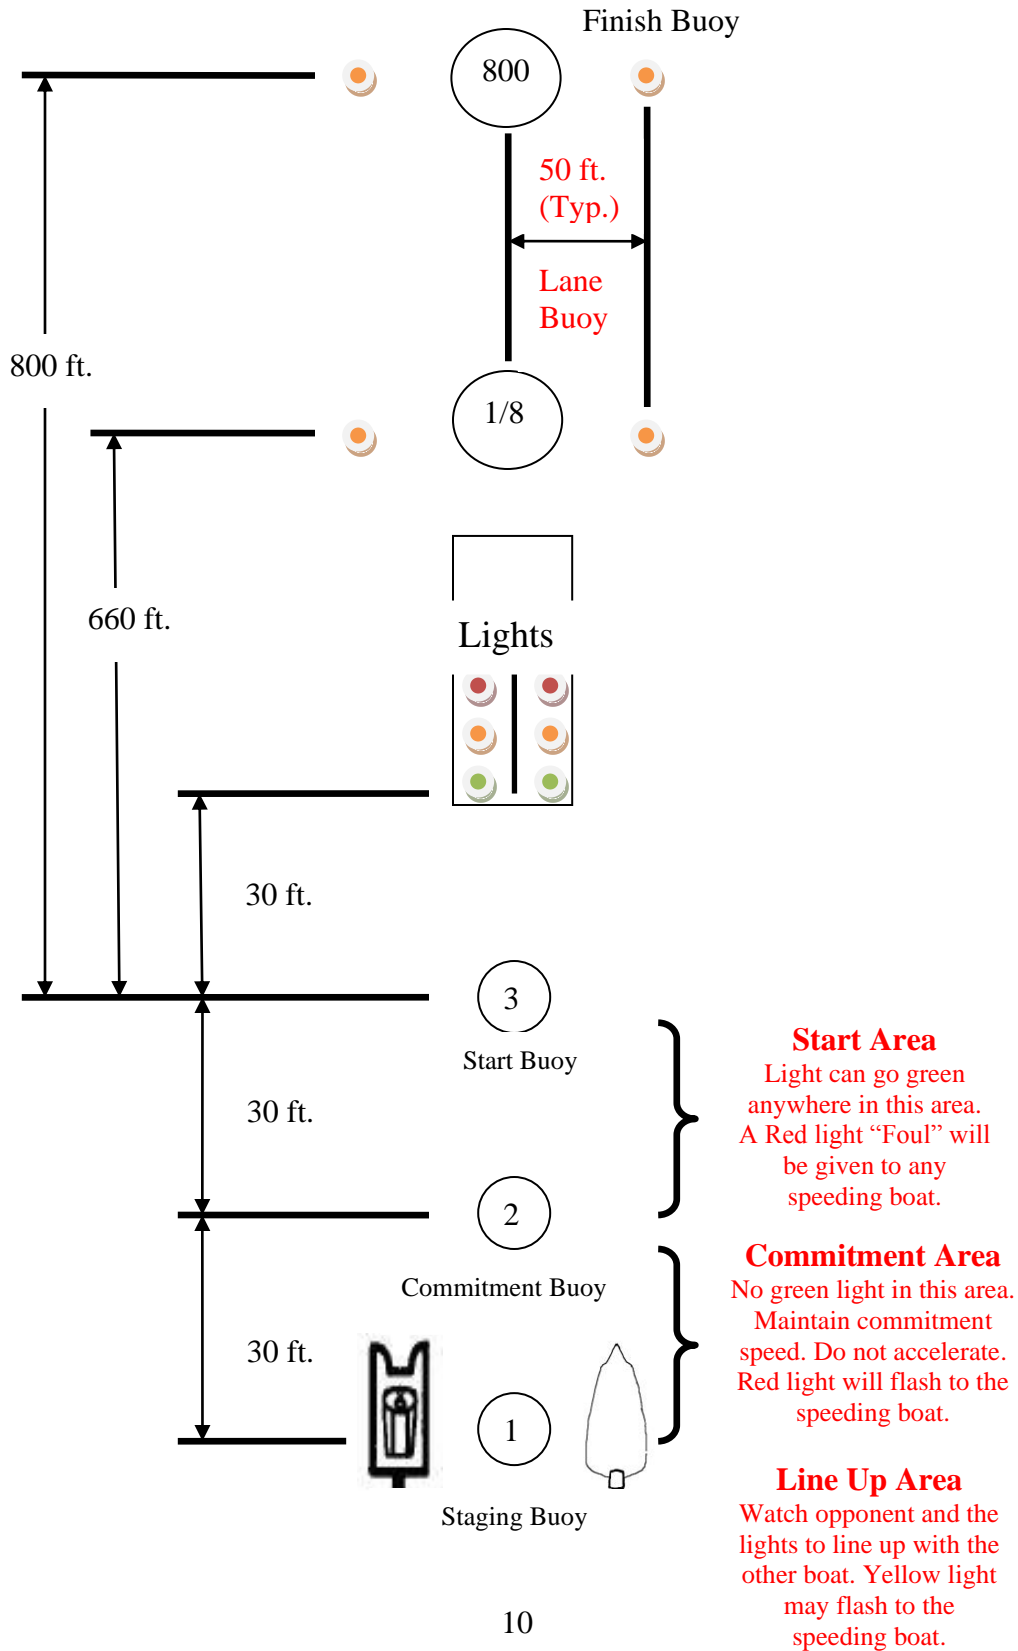 Finish Buoy
800
50 ft.
(Typ.)
Lane
Buoy
800 ft.
1/8
660 ft.
Lights
30 ft.
3
Start Buoy
Start Area
Light can go green
anywhere in this area.
A Red light “Foul” will
be given to any
speeding boat.
30 ft.
2
Commitment Buoy
Commitment Area
No green light in this area.
Maintain commitment
speed. Do not accelerate.
Red light will flash to the
speeding boat.
30 ft.
1
Staging Buoy
Line Up Area
Watch opponent and the
lights to line up with the
other boat. Yellow light
may flash to the
speeding boat.
10